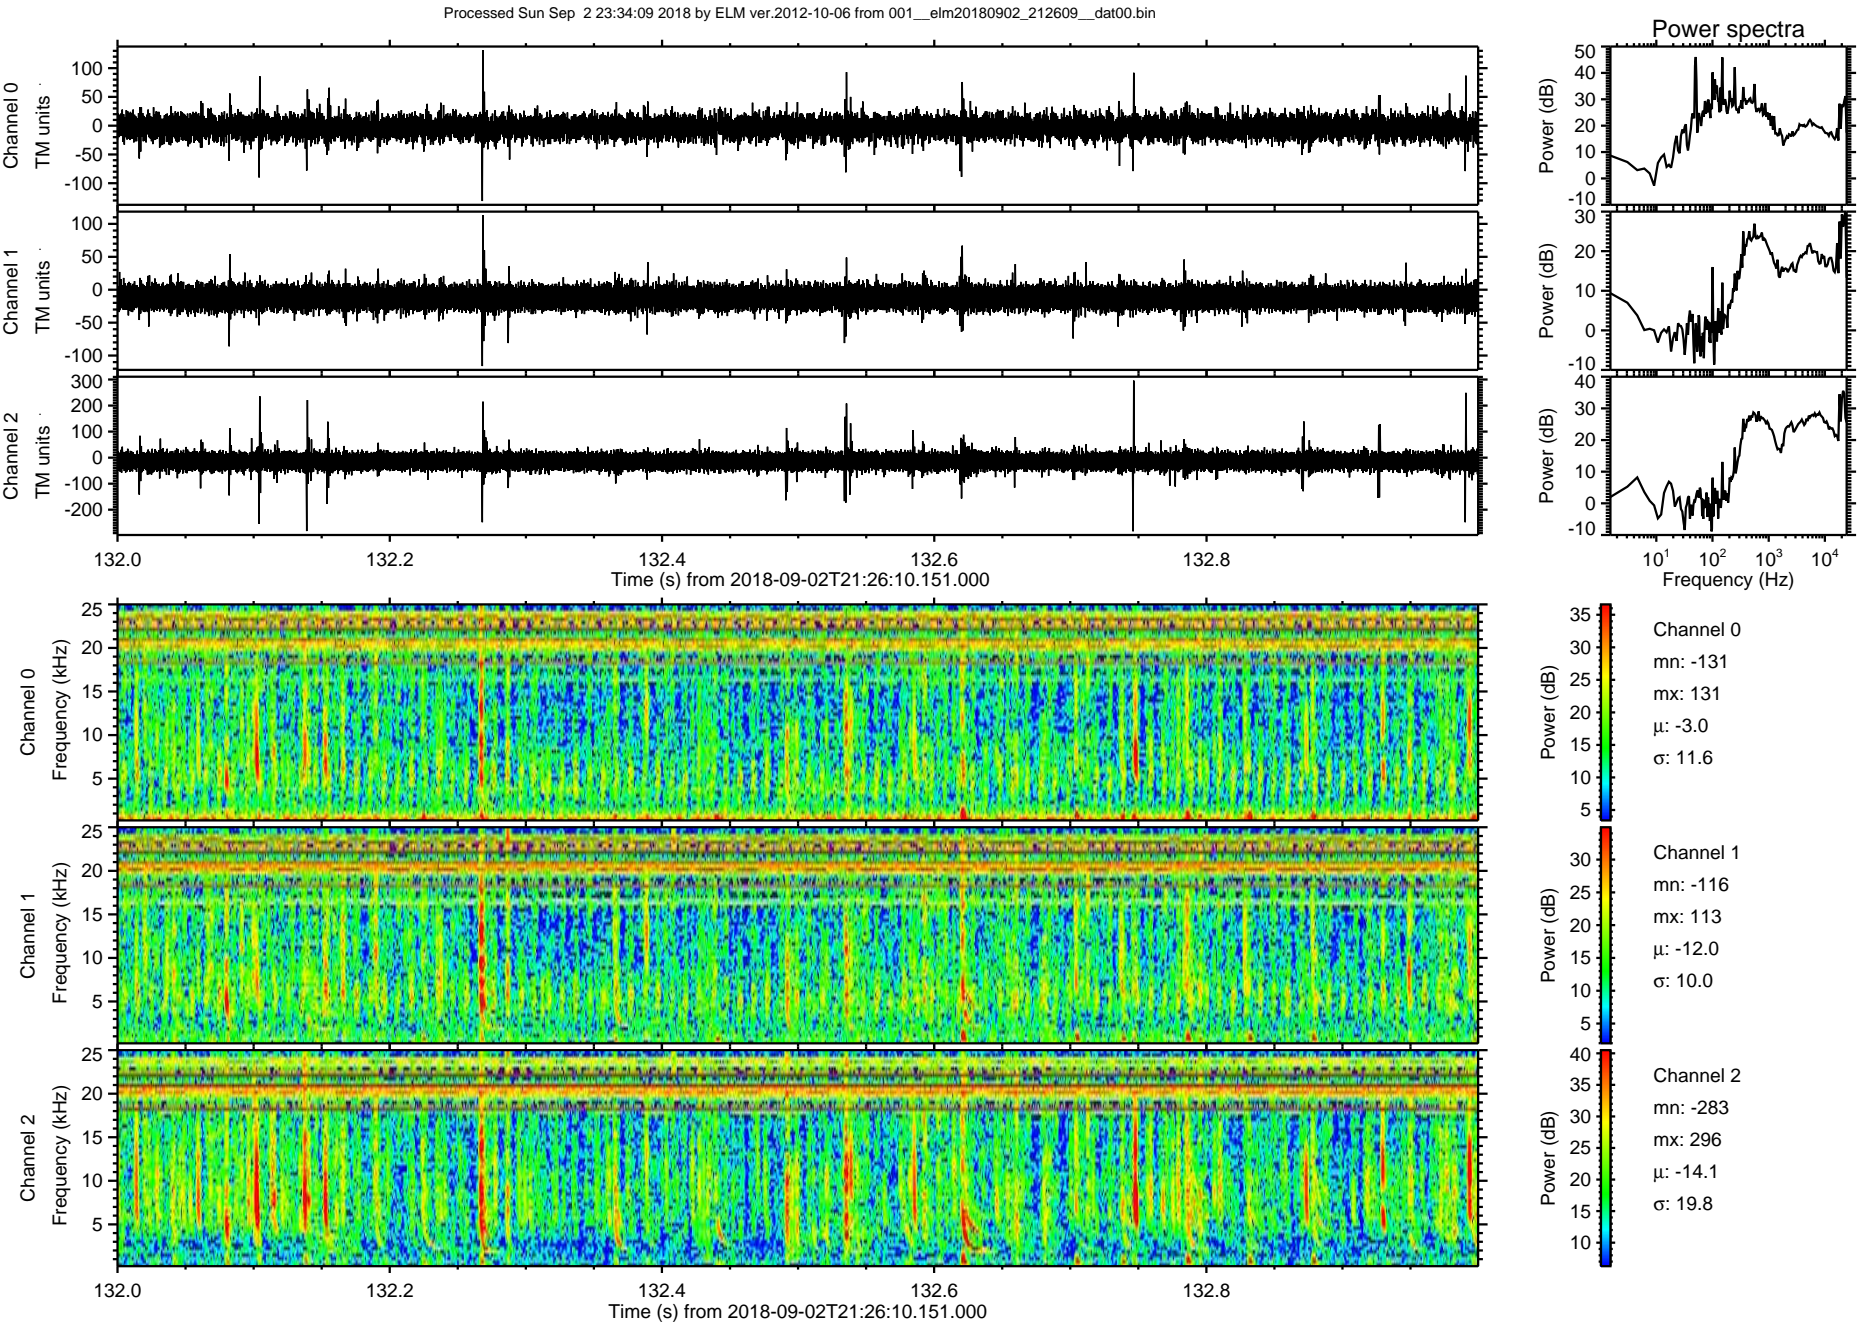 Processed Sun Sep  2 23:34:09 2018 by ELM ver.2012-10-06 from 001__elm20180902_212609__dat00.bin
Power spectra
Channel 0
TM units
100
50
0
-50
-100
Power (dB)
50
40
30
20
10
0
-10
Channel 1
TM units
100
50
0
-50
-100
Power (dB)
30
20
10
0
-10
Channel 2
TM units
300
200
100
0
-100
-200
Power (dB)
40
30
20
10
0
-10
132.0 132.2 132.4 132.6 132.8
Time (s) from 2018-09-02T21:26:10.151.000
10¹ 10² 10³ 10⁴
Frequency (Hz)
Channel 0
Frequency (kHz)
25
20
15
10
5
Power (dB)
35
30
25
20
15
10
5
Channel 0
mn: -131
mx: 131
μ: -3.0
σ: 11.6
Channel 1
Frequency (kHz)
25
20
15
10
5
Power (dB)
30
25
20
15
10
5
Channel 1
mn: -116
mx: 113
μ: -12.0
σ: 10.0
Channel 2
Frequency (kHz)
25
20
15
10
5
Power (dB)
40
35
30
25
20
15
10
Channel 2
mn: -283
mx: 296
μ: -14.1
σ: 19.8
132.0 132.2 132.4 132.6 132.8
Time (s) from 2018-09-02T21:26:10.151.000